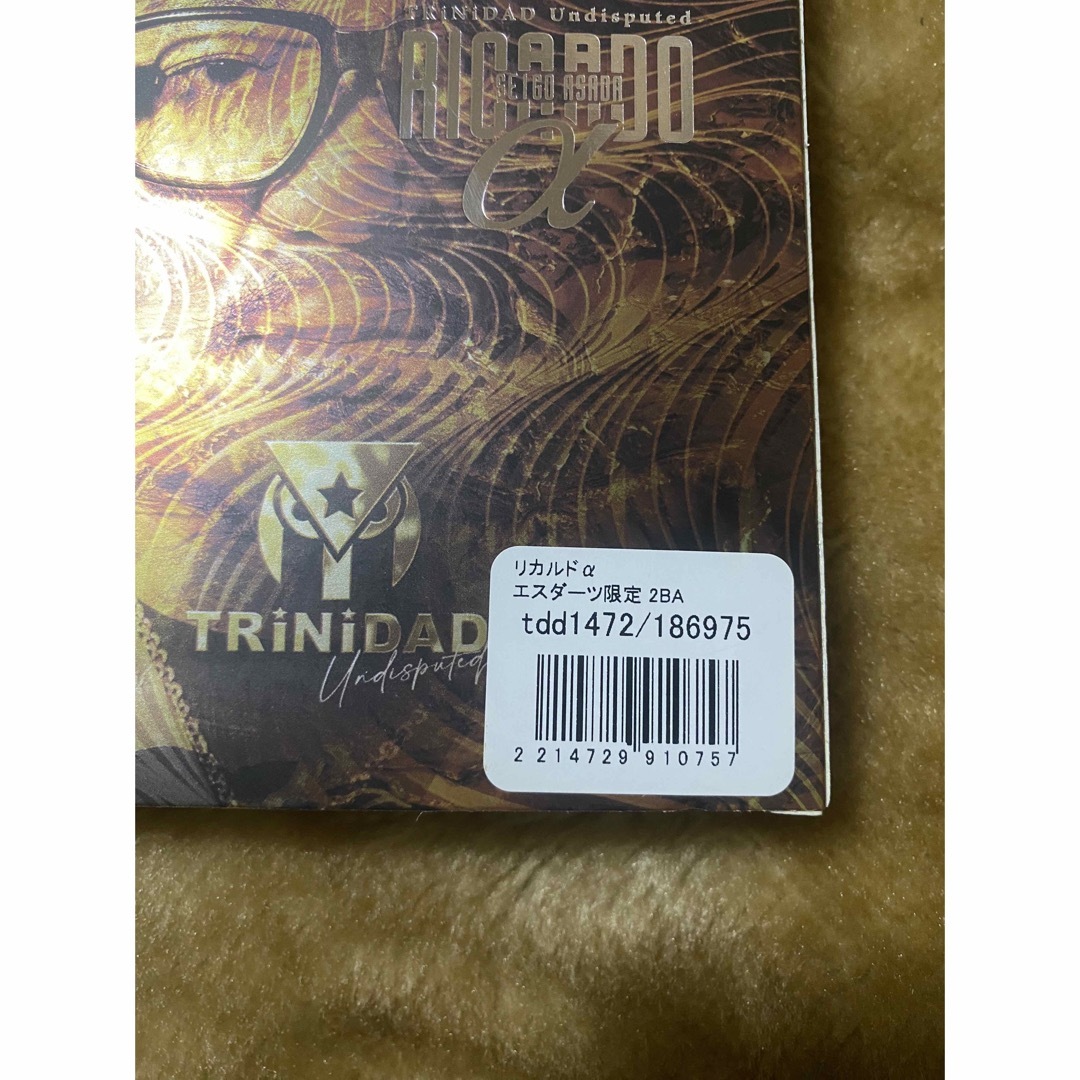 TRiNiDAD Undisputed
RICARDO
SEIGO ASADA
α
TRiNiDAD
Undisputed
リカルドα
エスダーツ限定 2BA
tdd1472/186975
2 214729 910757